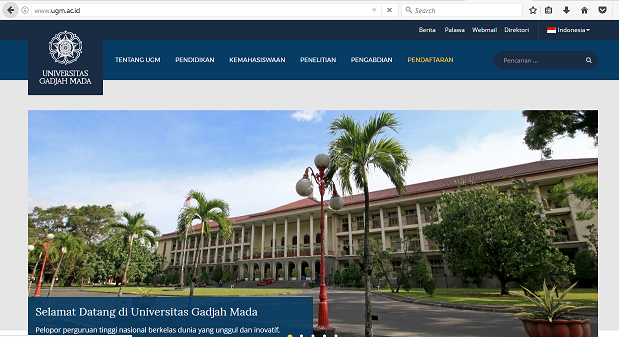 www.ugm.ac.id
Search
Berita Palawa Webmail Direktori Indonesia
UNIVERSITAS
GADJAH MADA
TENTANG UGM PENDIDIKAN KEMAHASISWAAN PENELITIAN PENGABDIAN PENDAFTARAN
Pencarian ...
Selamat Datang di Universitas Gadjah Mada
Pelopor perguruan tinggi nasional berkelas dunia yang unggul dan inovatif,